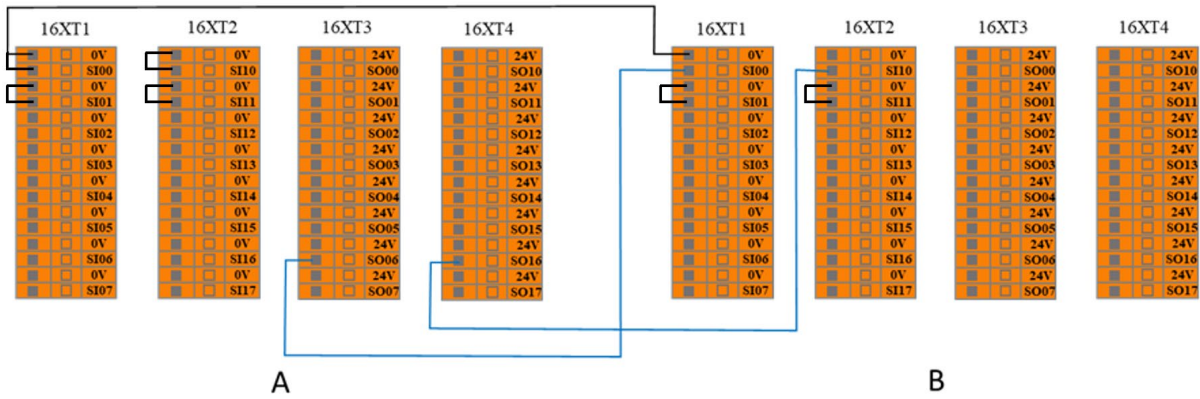 16XT1 16XT2 16XT3 16XT4 16XT1 16XT2 16XT3 16XT4
0V 0V 24V 24V 0V 0V 24V 24V
SI00 SI10 SO00 SO10 SI00 SI10 SO00 SO10
0V 0V 24V 24V 0V 0V 24V 24V
SI01 SI11 SO01 SO11 SI01 SI11 SO01 SO11
0V 0V 24V 24V 0V 0V 24V 24V
SI02 SI12 SO02 SO12 SI02 SI12 SO02 SO12
0V 0V 24V 24V 0V 0V 24V 24V
SI03 SI13 SO03 SO13 SI03 SI13 SO03 SO13
0V 0V 24V 24V 0V 0V 24V 24V
SI04 SI14 SO04 SO14 SI04 SI14 SO04 SO14
0V 0V 24V 24V 0V 0V 24V 24V
SI05 SI15 SO05 SO15 SI05 SI15 SO05 SO15
0V 0V 24V 24V 0V 0V 24V 24V
SI06 SI16 SO06 SO16 SI06 SI16 SO06 SO16
0V 0V 24V 24V 0V 0V 24V 24V
SI07 SI17 SO07 SO17 SI07 SI17 SO07 SO17
A B